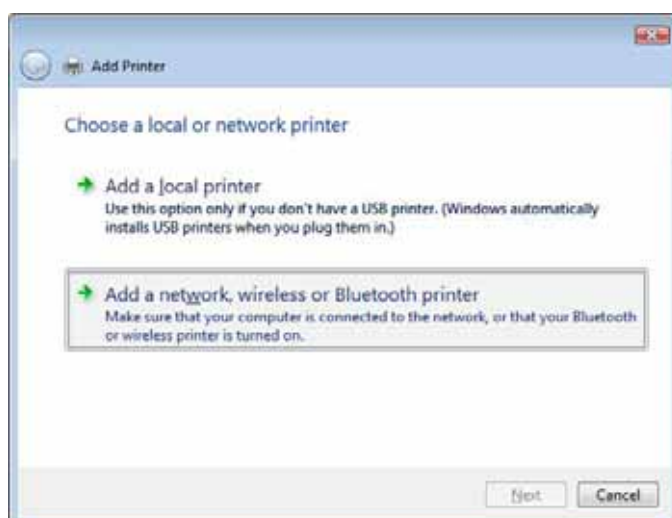 Add Printer
Choose a local or network printer
Add a local printer
Use this option only if you don't have a USB printer. (Windows automatically
installs USB printers when you plug them in.)
Add a network, wireless or Bluetooth printer
Make sure that your computer is connected to the network, or that your Bluetooth
or wireless printer is turned on.
Next Cancel